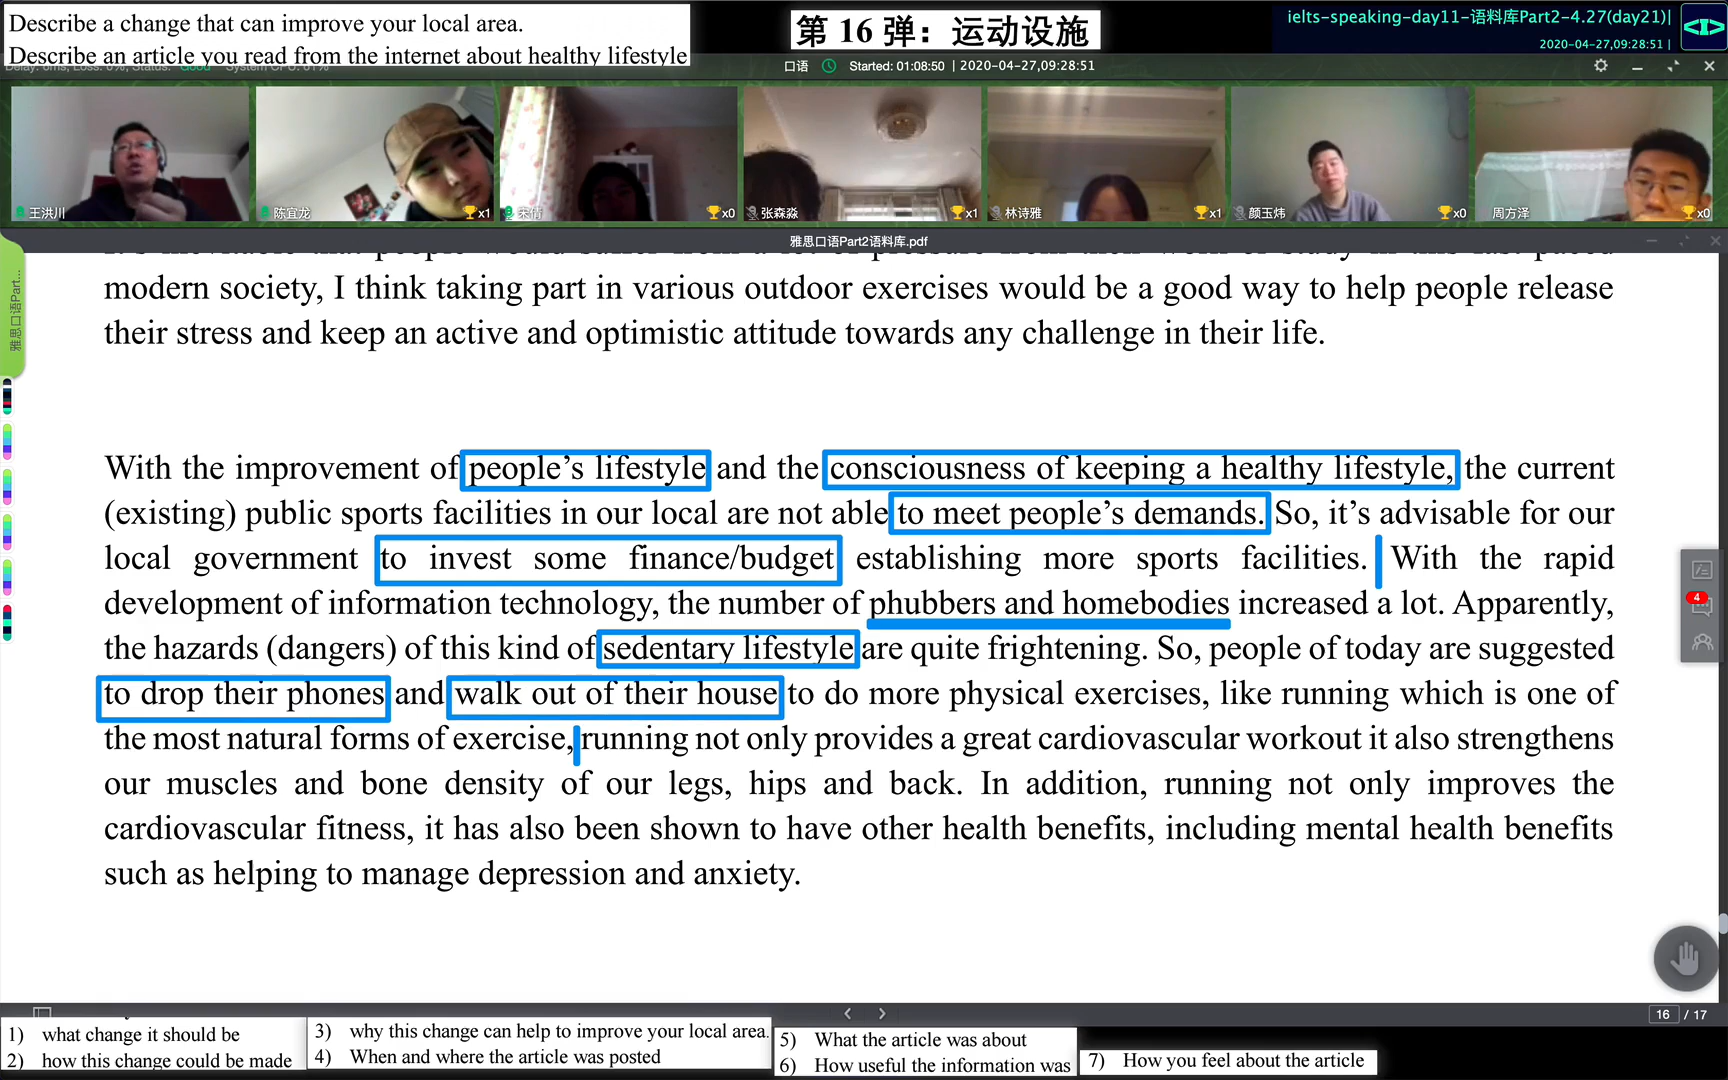 Describe a change that can improve your local area.
Describe an article you read from the internet about healthy lifestyle
第 16 弹：运动设施
ielts-speaking-day11-语料库Part2-4.27(day21)|
2020-04-27,09:28:51 |
口语 Started: 01:08:50 | 2020-04-27,09:28:51
王洪川
陈宜龙 x1
宋倩 x0
张森淼 x1
林诗雅 x1
颜玉炜 x0
周方泽 x0
雅思口语Part2语料库.pdf
雅思口语Part...
modern society, I think taking part in various outdoor exercises would be a good way to help people release
their stress and keep an active and optimistic attitude towards any challenge in their life.
With the improvement of people's lifestyle and the consciousness of keeping a healthy lifestyle, the current
(existing) public sports facilities in our local are not able to meet people's demands. So, it's advisable for our
local government to invest some finance/budget establishing more sports facilities. With the rapid
development of information technology, the number of phubbers and homebodies increased a lot. Apparently,
the hazards (dangers) of this kind of sedentary lifestyle are quite frightening. So, people of today are suggested
to drop their phones and walk out of their house to do more physical exercises, like running which is one of
the most natural forms of exercise, running not only provides a great cardiovascular workout it also strengthens
our muscles and bone density of our legs, hips and back. In addition, running not only improves the
cardiovascular fitness, it has also been shown to have other health benefits, including mental health benefits
such as helping to manage depression and anxiety.
4
16 / 17
1) what change it should be
2) how this change could be made
3) why this change can help to improve your local area.
4) When and where the article was posted
5) What the article was about
6) How useful the information was
7) How you feel about the article